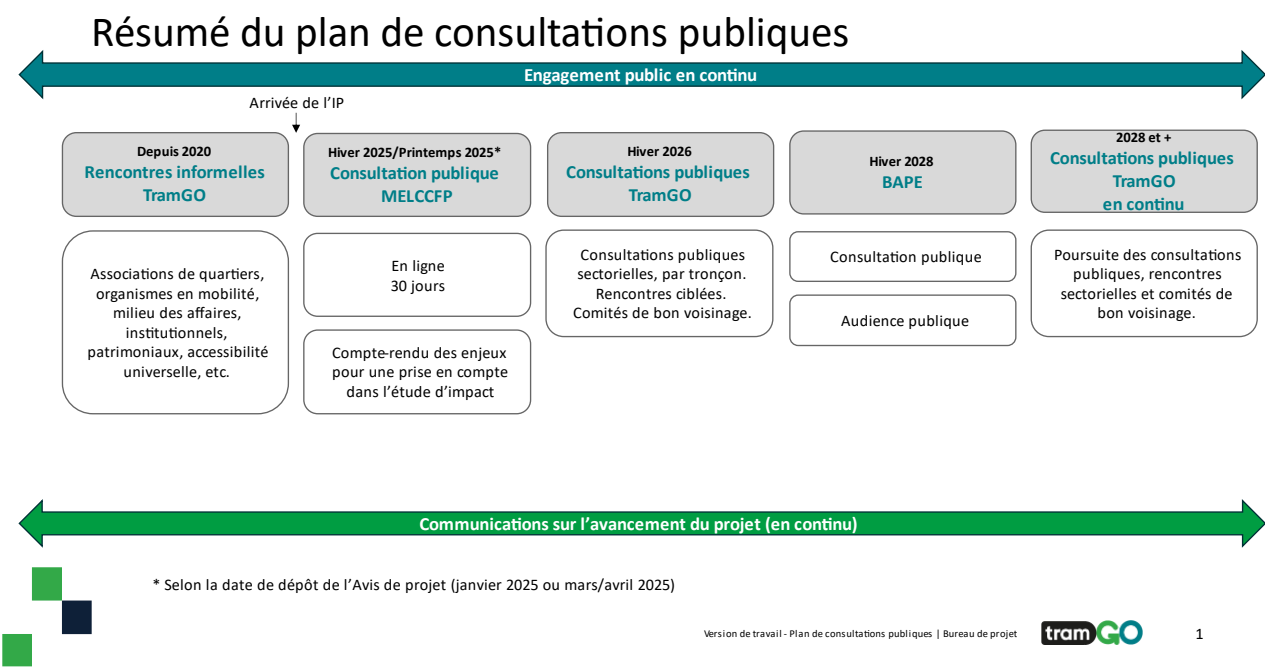 Résumé du plan de consultations publiques
Engagement public en continu
Arrivée de l’IP
Depuis 2020
Rencontres informelles
TramGO
Associations de quartiers,
organismes en mobilité,
milieu des affaires,
institutionnels,
patrimoniaux, accessibilité
universelle, etc.
Hiver 2025/Printemps 2025*
Consultation publique
MELCCFP
En ligne
30 jours
Compte-rendu des enjeux
pour une prise en compte
dans l’étude d’impact
Hiver 2026
Consultations publiques
TramGO
Consultations publiques
sectorielles, par tronçon.
Rencontres ciblées.
Comités de bon voisinage.
Hiver 2028
BAPE
Consultation publique
Audience publique
2028 et +
Consultations publiques
TramGO
en continu
Poursuite des consultations
publiques, rencontres
sectorielles et comités de
bon voisinage.
Communications sur l’avancement du projet (en continu)
* Selon la date de dépôt de l’Avis de projet (janvier 2025 ou mars/avril 2025)
Version de travail - Plan de consultations publiques | Bureau de projet
tramGO
1